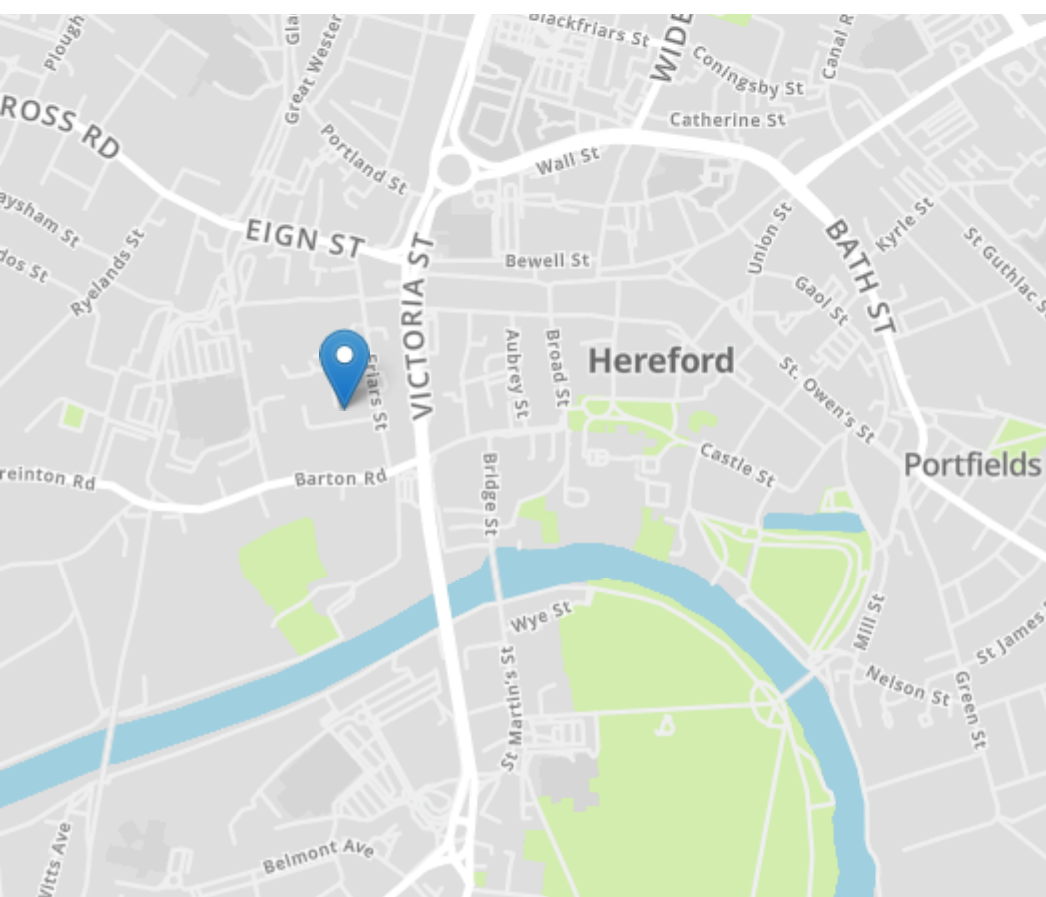 Blackfriars St
WIDE
Coningsby St
Canal R
Plough
Gla
Great Wester
Catherine St
ROSS RD
Portland St
Wall St
aysham St
dos St
Ryelands St
EIGN ST
VICTORIA ST
Bewell St
Union St
BATH ST
Kyrle St
St Guthlac S
Gaol St
Friars St
Aubrey St
Broad St
Hereford
St. Owen's St
Castle St
Portfields
reinton Rd
Barton Rd
Bridge St
Wye St
Mill St
St James
St Martin's St
Nelson St
Green St
Belmont Ave
Witts Ave